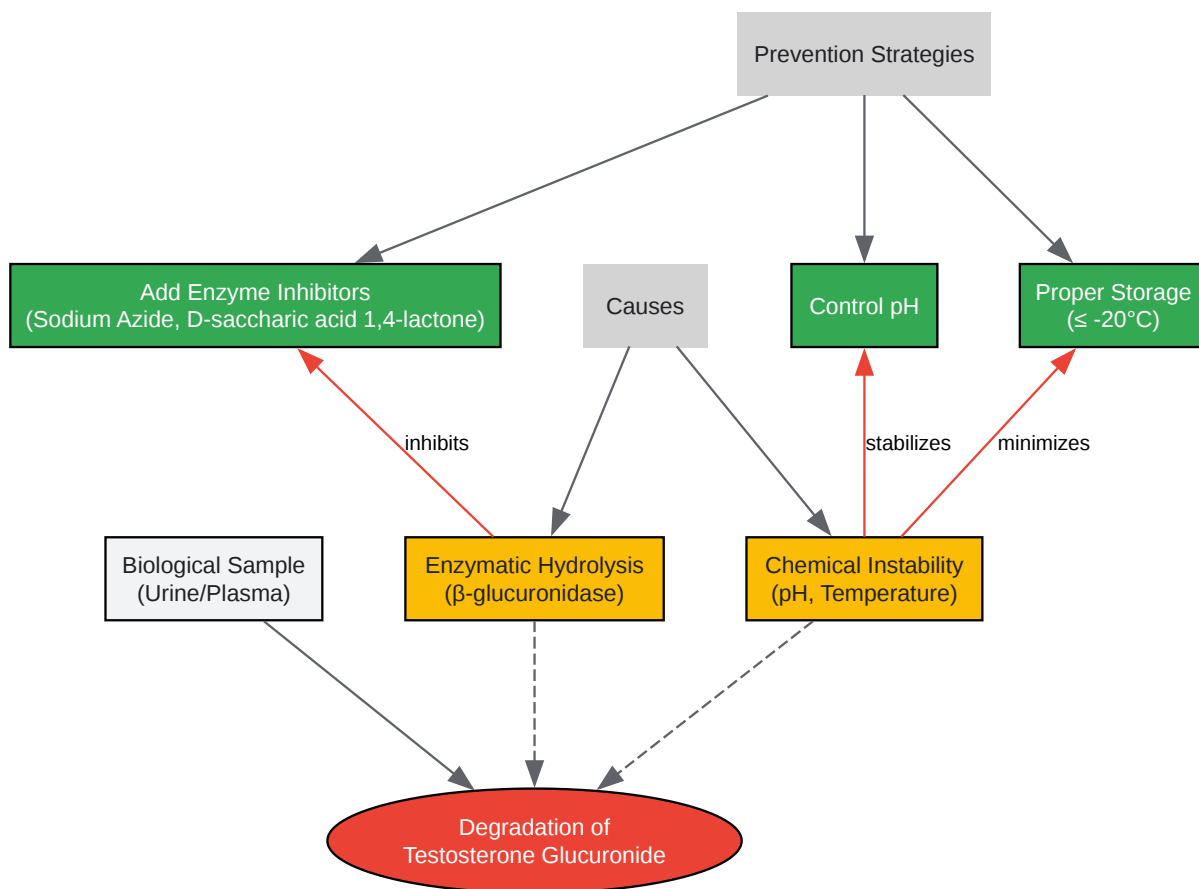 Prevention Strategies
Add Enzyme Inhibitors
(Sodium Azide, D-saccharic acid 1,4-lactone)
Causes
Control pH
Proper Storage
(≤ -20°C)
inhibits
stabilizes
minimizes
Biological Sample
(Urine/Plasma)
Enzymatic Hydrolysis
(β-glucuronidase)
Chemical Instability
(pH, Temperature)
Degradation of
Testosterone Glucuronide